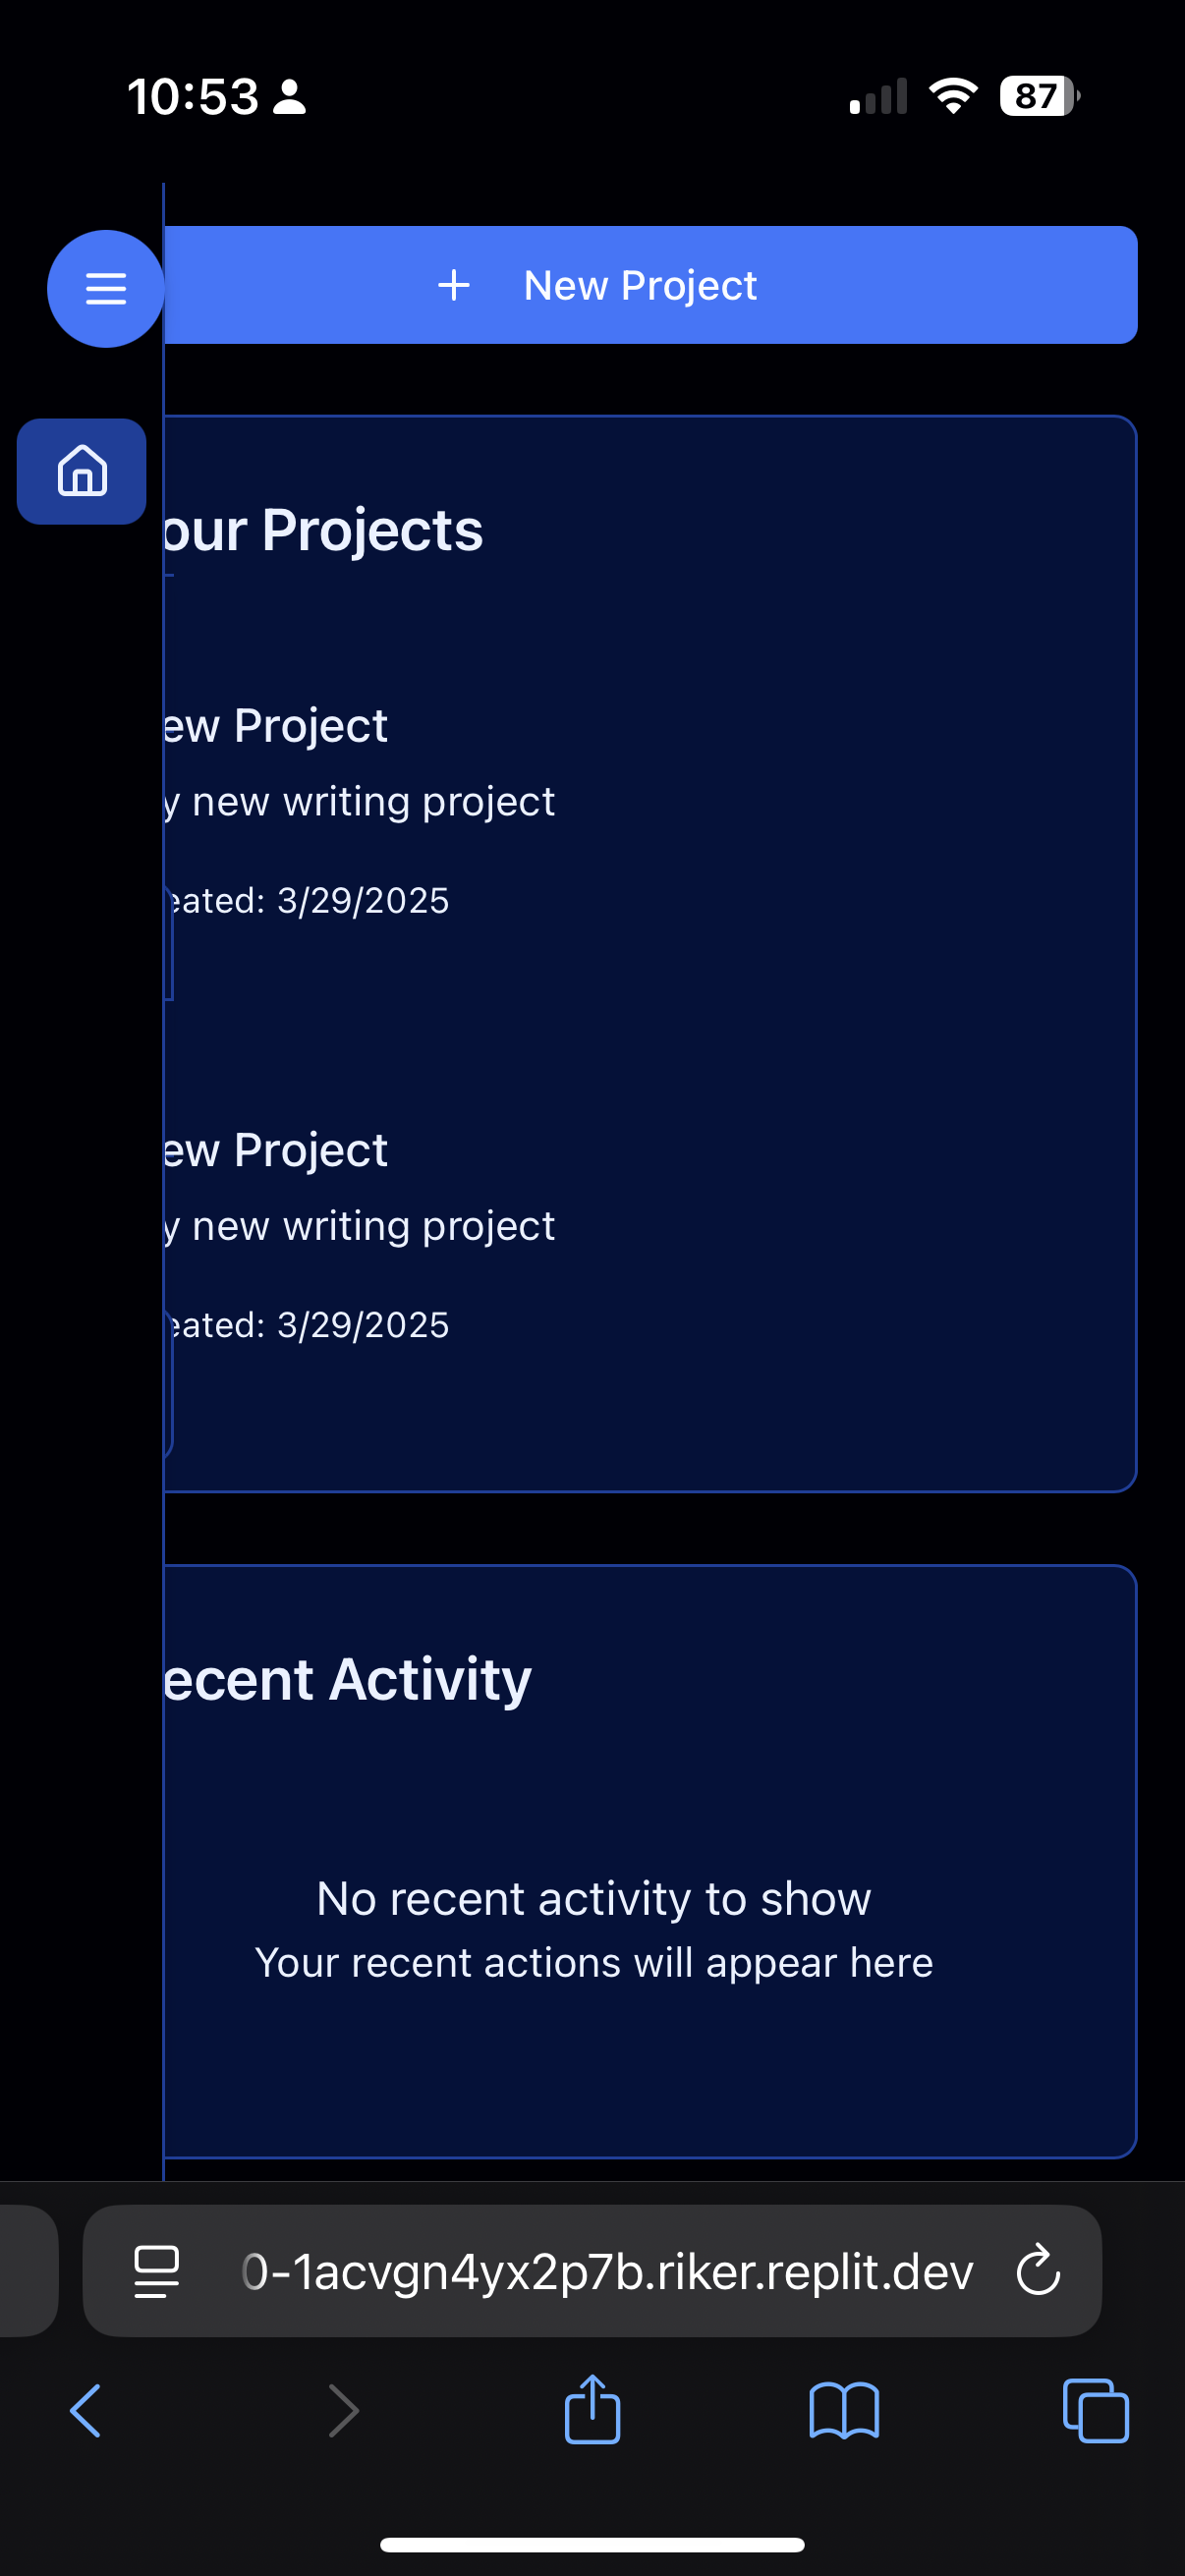 10:53
87
New Project
our Projects
ew Project
y new writing project
eated: 3/29/2025
ew Project
y new writing project
eated: 3/29/2025
ecent Activity
No recent activity to show
Your recent actions will appear here
0-1acvgn4yx2p7b.riker.replit.dev